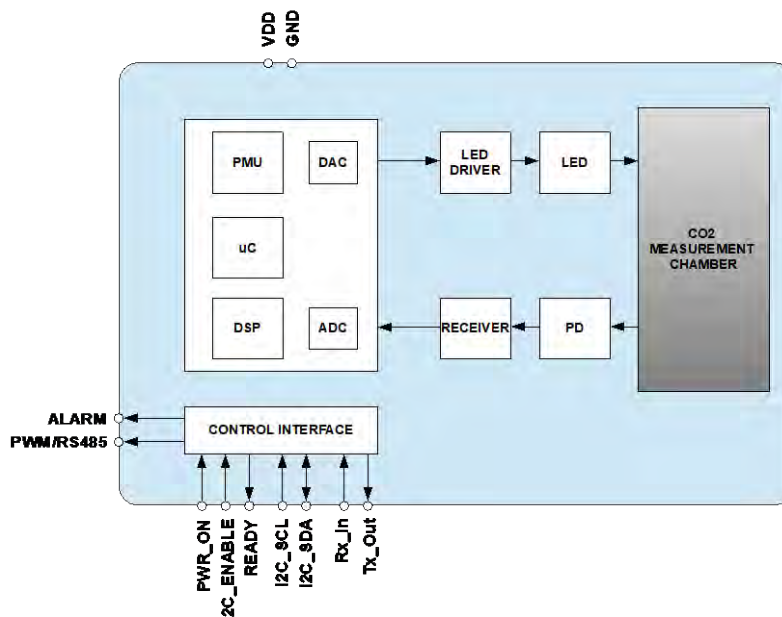 VDD
GND
PMU
DAC
LED
DRIVER
LED
CO2
MEASUREMENT
CHAMBER
uC
DSP
ADC
RECEIVER
PD
ALARM
PWM/RS485
CONTROL INTERFACE
PWR_ON
2C_ENABLE
READY
I2C_SCL
I2C_SDA
Rx_In
Tx_Out